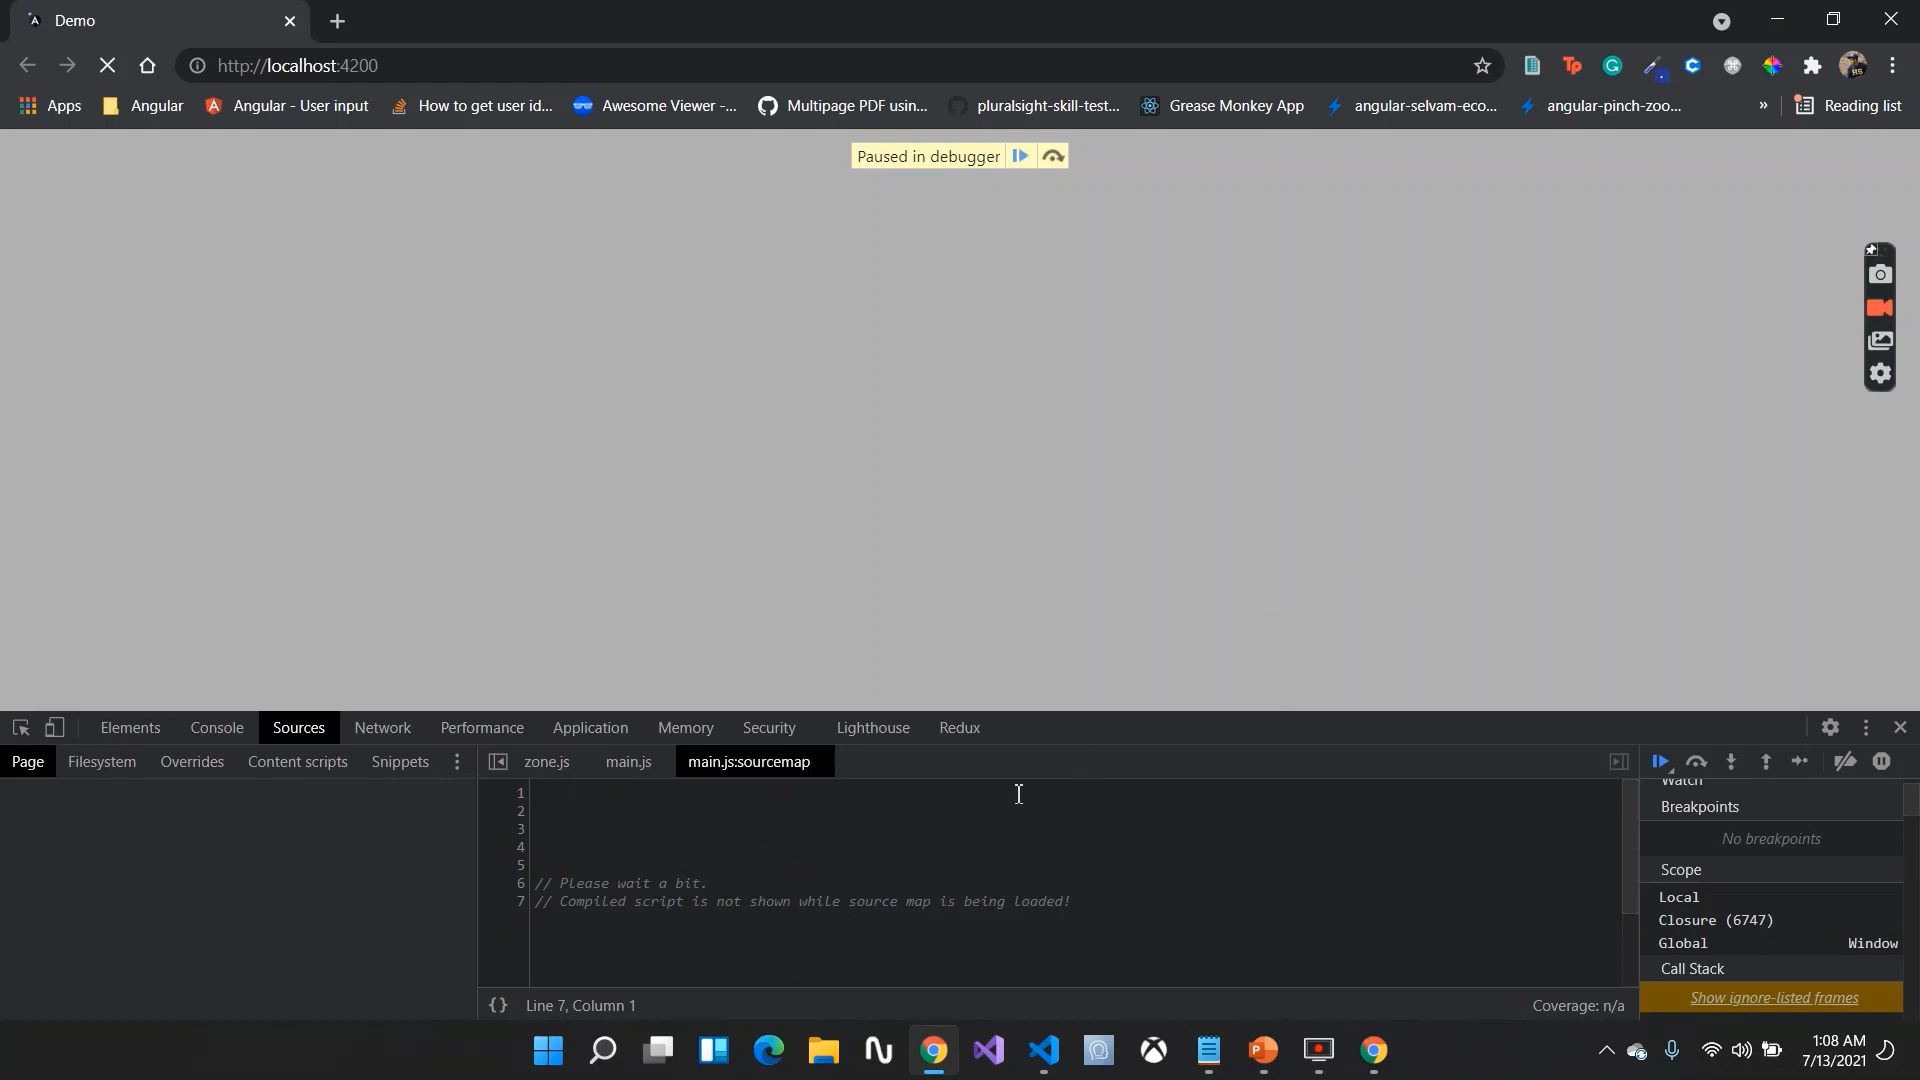 Demo
http://localhost:4200
Apps Angular Angular - User input How to get user id... Awesome Viewer -... Multipage PDF usin... pluralsight-skill-test... Grease Monkey App angular-selvam-eco... angular-pinch-zoo... » Reading list
Paused in debugger
Elements Console Sources Network Performance Application Memory Security Lighthouse Redux
Page Filesystem Overrides Content scripts Snippets zone.js main.js main.js:sourcemap
Watch
Breakpoints
No breakpoints
Scope
Local
Closure (6747)
Global Window
Call Stack
Show ignore-listed frames
1
2
3
4
5
6 // Please wait a bit.
7 // Compiled script is not shown while source map is being loaded!
{} Line 7, Column 1 Coverage: n/a
1:08 AM
7/13/2021